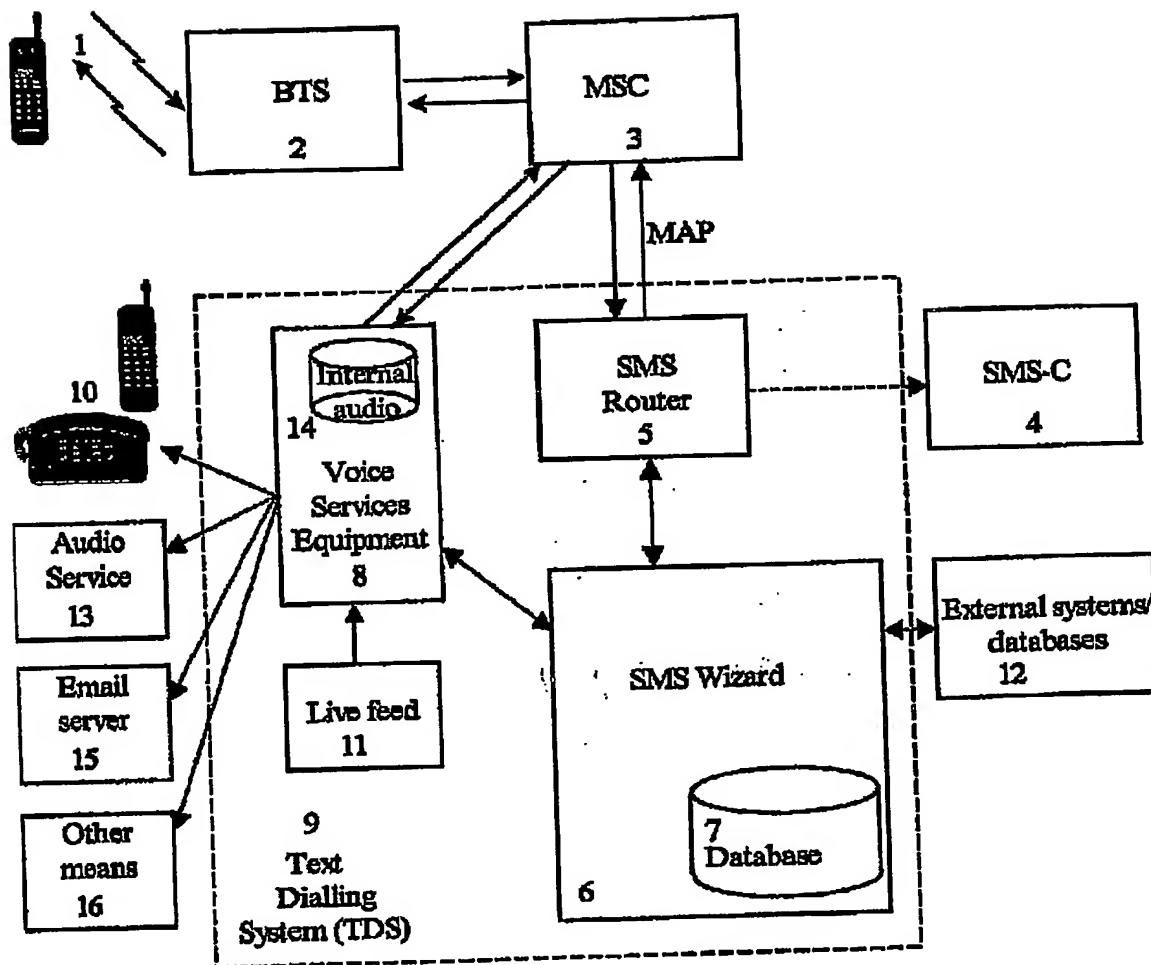 1
BTS
2
MSC
3
MAP
10
14
Internal
audio
Voice
Services
Equipment
8
SMS
Router
5
SMS-C
4
Audio
Service
13
Email
server
15
Other
means
16
Live feed
11
SMS Wizard
6
7
Database
External systems/
databases
12
9
Text
Dialling
System (TDS)